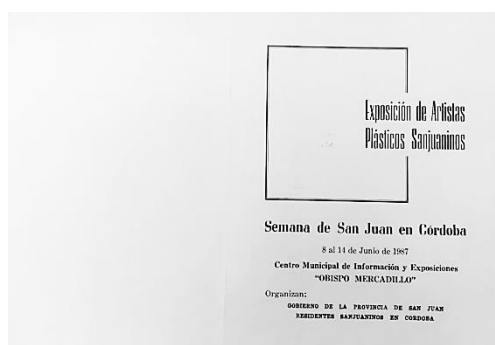 Exposición de Artistas
Plásticos Sanjuaninos
Semana de San Juan en Córdoba
8 al 14 de Junio de 1987
Centro Municipal de Información y Exposiciones
“OBISPO MERCADILLO”
Organizan:
GOBIERNO DE LA PROVINCIA DE SAN JUAN
RESIDENTES SANJUANINOS EN CORDOBA